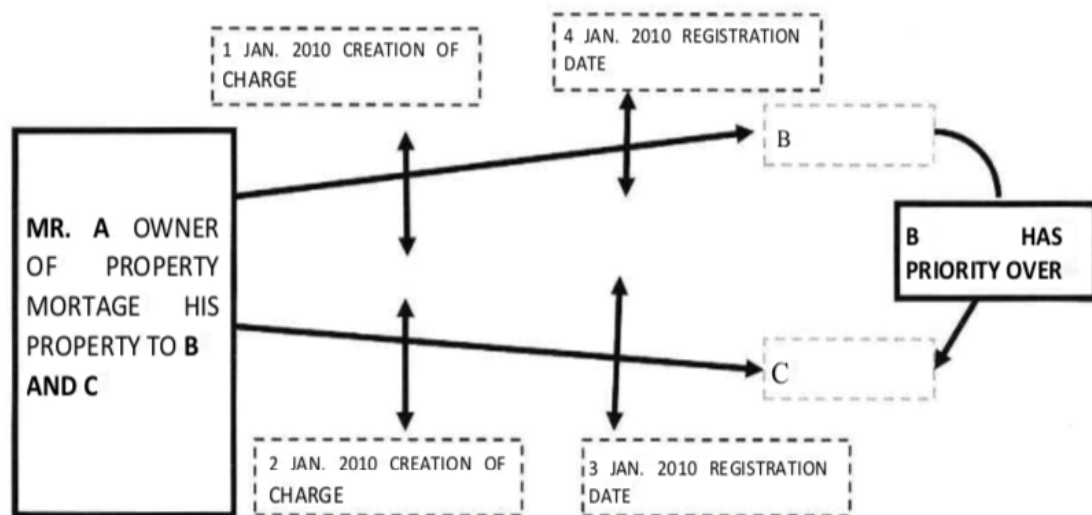 1 JAN. 2010 CREATION OF
CHARGE
4 JAN. 2010 REGISTRATION
DATE
B
MR. A OWNER
OF PROPERTY
MORTAGE HIS
PROPERTY TO B
AND C
B HAS
PRIORITY OVER
C
2 JAN. 2010 CREATION OF
CHARGE
3 JAN. 2010 REGISTRATION
DATE